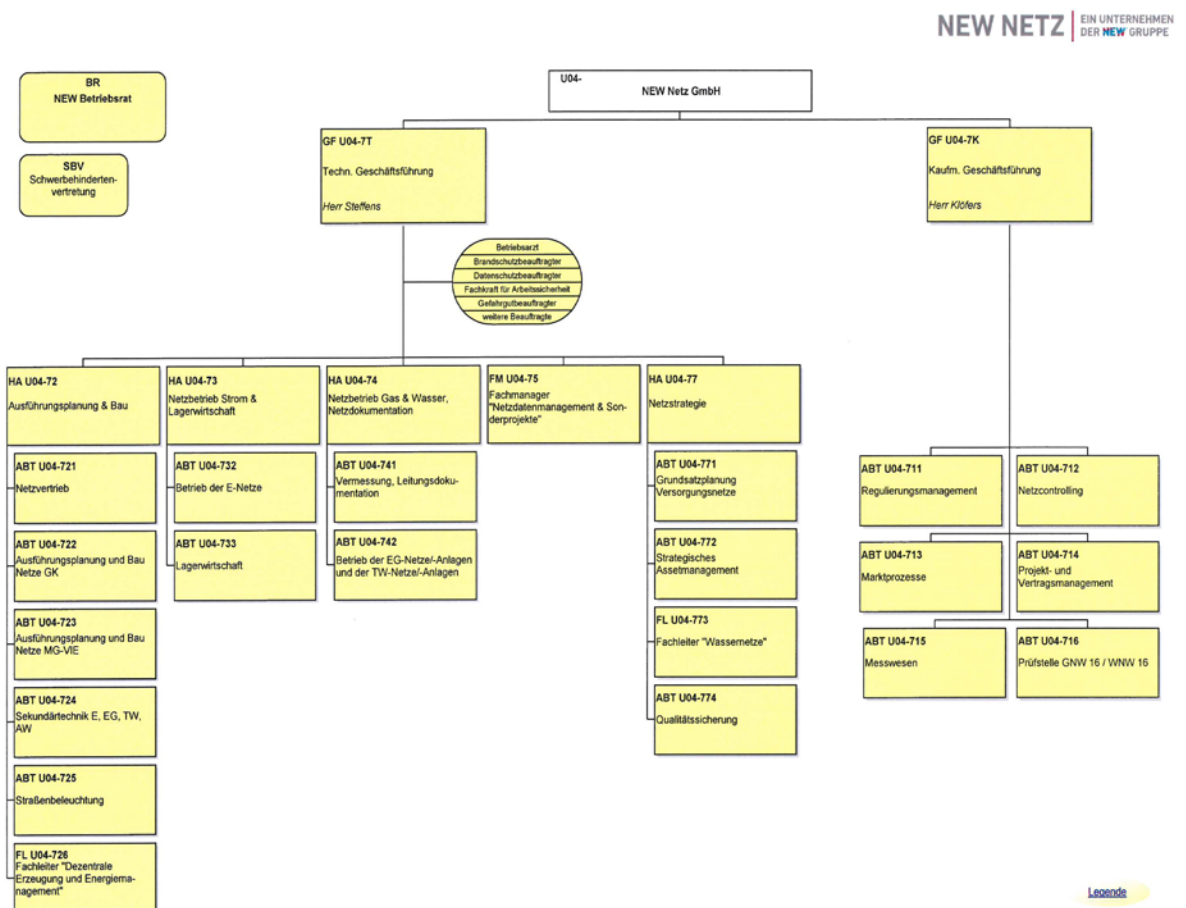 NEW NETZ
EIN UNTERNEHMEN
DER NEW GRUPPE
BR
NEW Betriebsrat
SBV
Schwerbehinderten-
vertretung
U04-
NEW Netz GmbH
GF U04-7T
Techn. Geschäftsführung
Herr Steffens
GF U04-7K
Kaufm. Geschäftsführung
Herr Klöfers
Betriebsarzt
Brandschutzbeauftragter
Datenschutzbeauftragter
Fachkraft für Arbeitssicherheit
Gefahrgutbeauftragter
weitere Beauftragte
HA U04-72
Ausführungsplanung & Bau
ABT U04-721
Netzvertrieb
ABT U04-722
Ausführungsplanung und Bau
Netze GK
ABT U04-723
Ausführungsplanung und Bau
Netze MG-VIE
ABT U04-724
Sekundärtechnik E, EG, TW,
AW
ABT U04-725
Straßenbeleuchtung
FL U04-726
Fachleiter "Dezentrale
Erzeugung und Energiema-
nagement"
HA U04-73
Netzbetrieb Strom &
Lagerwirtschaft
ABT U04-732
Betrieb der E-Netze
ABT U04-733
Lagerwirtschaft
HA U04-74
Netzbetrieb Gas & Wasser,
Netzdokumentation
ABT U04-741
Vermessung, Leitungsdoku-
mentation
ABT U04-742
Betrieb der EG-Netze/-Anlagen
und der TW-Netze/-Anlagen
FM U04-75
Fachmanager
"Netzdatenmanagement & Son-
derprojekte"
HA U04-77
Netzstrategie
ABT U04-771
Grundsatzplanung
Versorgungsnetze
ABT U04-772
Strategisches
Assetmanagement
FL U04-773
Fachleiter "Wassernetze"
ABT U04-774
Qualitätssicherung
ABT U04-711
Regulierungsmanagement
ABT U04-712
Netzcontrolling
ABT U04-713
Marktprozesse
ABT U04-714
Projekt- und
Vertragsmanagement
ABT U04-715
Messwesen
ABT U04-716
Prüfstelle GNW 16 / WNW 16
Legende